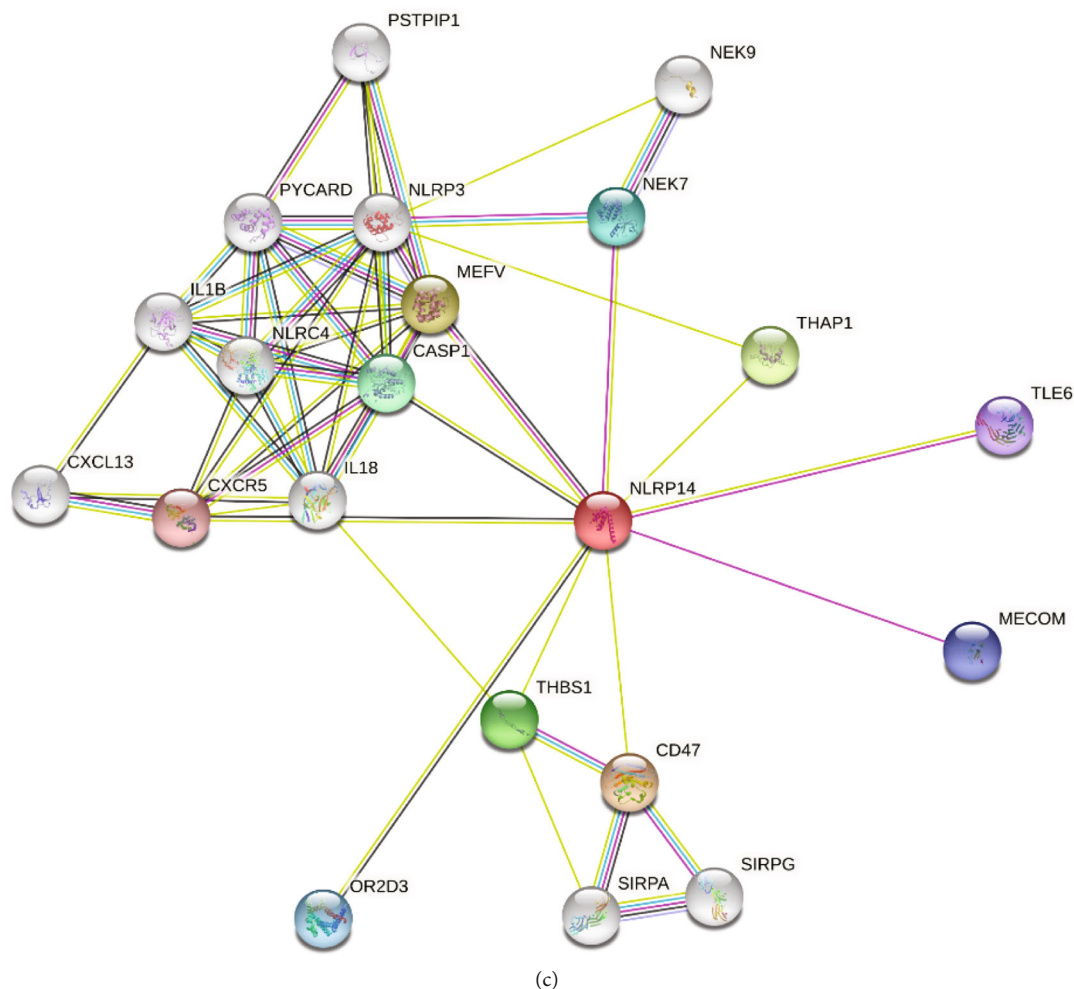 PSTPIP1
NEK9
PYCARD
NLRP3
NEK7
MEFV
IL1B
NLRC4
CASP1
THAP1
TLE6
CXCL13
CXCR5
IL18
NLRP14
MECOM
THBS1
CD47
SIRPG
SIRPA
OR2D3
(c)